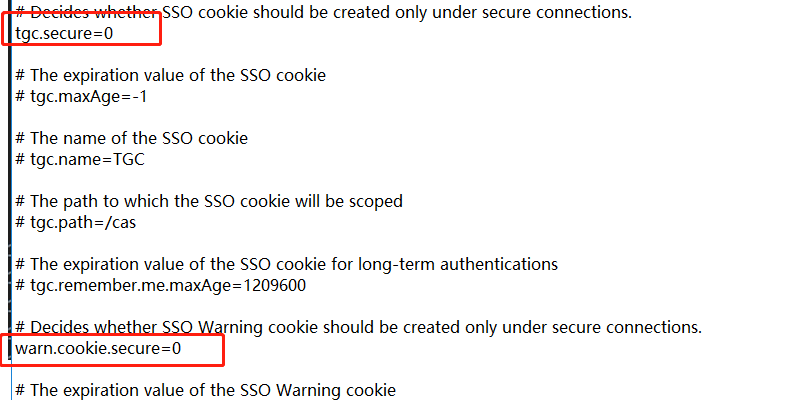 # Decides whether SSO cookie should be created only under secure connections.
tgc.secure=0
# The expiration value of the SSO cookie
# tgc.maxAge=-1
# The name of the SSO cookie
# tgc.name=TGC
# The path to which the SSO cookie will be scoped
# tgc.path=/cas
# The expiration value of the SSO cookie for long-term authentications
# tgc.remember.me.maxAge=1209600
# Decides whether SSO Warning cookie should be created only under secure connections.
warn.cookie.secure=0
# The expiration value of the SSO Warning cookie